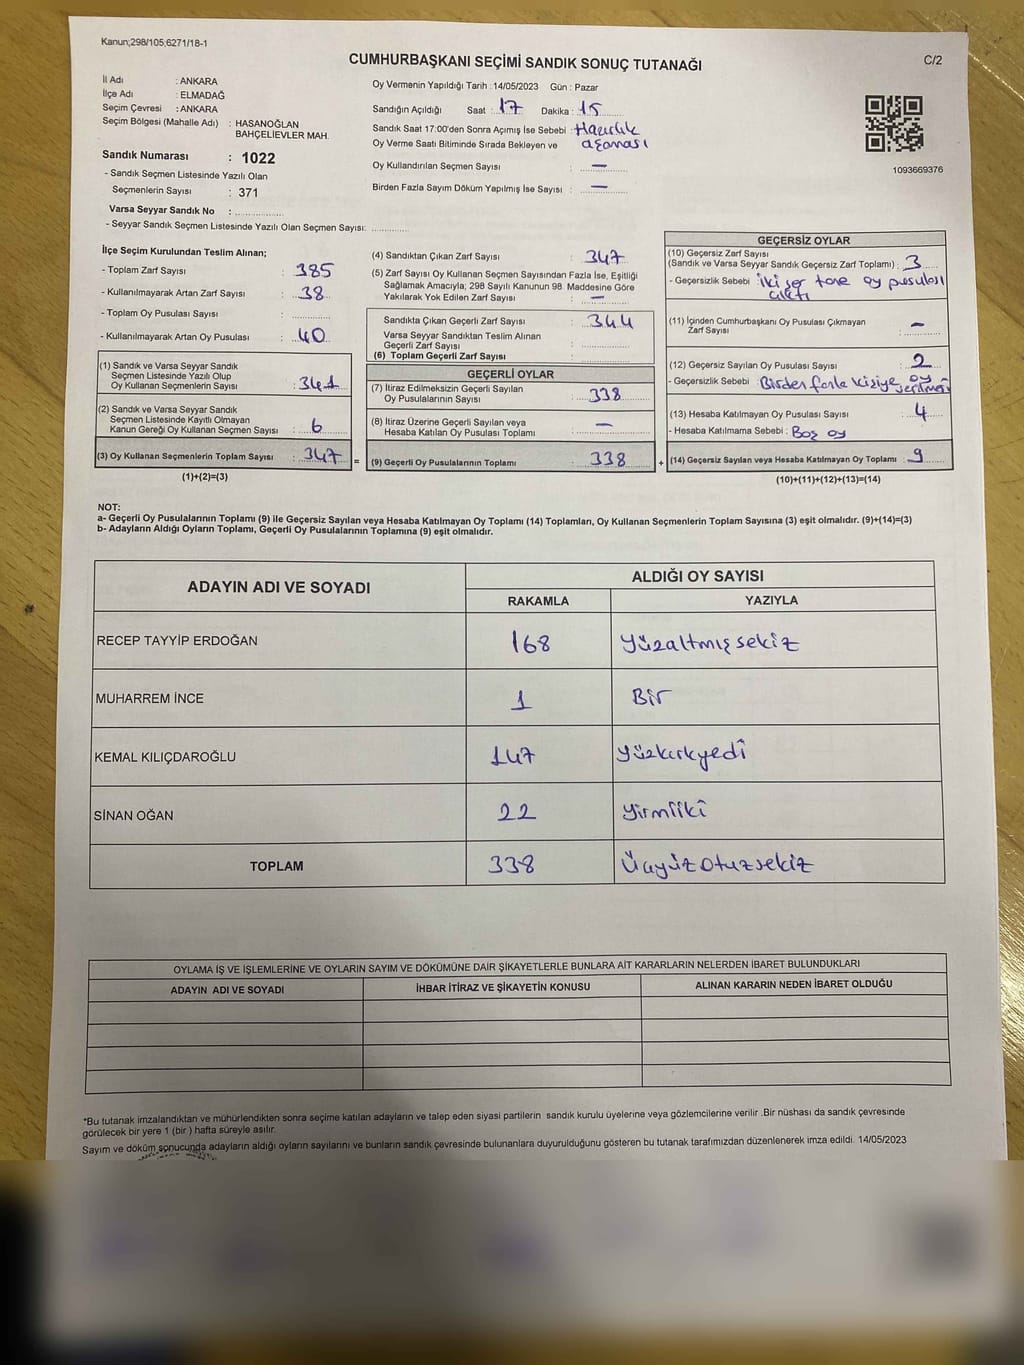 Kanun;298/105;6271/18-1
CUMHURBAŞKANI SEÇİMİ SANDIK SONUÇ TUTANAĞI
C/2
İl Adı : ANKARA
İlçe Adı : ELMADAĞ
Seçim Çevresi : ANKARA
Seçim Bölgesi (Mahalle Adı) : HASANOĞLAN
BAHÇELİEVLER MAH.
Sandık Numarası : 1022
- Sandık Seçmen Listesinde Yazılı Olan
Seçmenlerin Sayısı : 371
Varsa Seyyar Sandık No : ..............
- Seyyar Sandık Seçmen Listesinde Yazılı Olan Seçmen Sayısı: ............
Oy Vermenin Yapıldığı Tarih : 14/05/2023 Gün : Pazar
Sandığın Açıldığı Saat : 17 Dakika : 15
Sandık Saat 17:00'den Sonra Açımış İse Sebebi : Hazırlık
Oy Verme Saati Bitiminde Sırada Bekleyen ve aşaması
Oy Kullandırılan Seçmen Sayısı : —
Birden Fazla Sayım Döküm Yapılmış İse Sayısı : —
1093669376
İlçe Seçim Kurulundan Teslim Alınan;
- Toplam Zarf Sayısı : 385
- Kullanılmayarak Artan Zarf Sayısı : 38
- Toplam Oy Pusulası Sayısı : ............
- Kullanılmayarak Artan Oy Pusulası : 40
(1) Sandık ve Varsa Seyyar Sandık
Seçmen Listesinde Yazılı Olup
Oy Kullanan Seçmenlerin Sayısı : 341
(2) Sandık ve Varsa Seyyar Sandık
Seçmen Listesinde Kayıtlı Olmayan
Kanun Gereği Oy Kullanan Seçmen Sayısı : 6
(3) Oy Kullanan Seçmenlerin Toplam Sayısı : 347 =
(1)+(2)=(3)
(4) Sandıktan Çıkan Zarf Sayısı : 347
(5) Zarf Sayısı Oy Kullanan Seçmen Sayısından Fazla İse, Eşitliği
Sağlamak Amacıyla; 298 Sayılı Kanunun 98. Maddesine Göre
Yakılarak Yok Edilen Zarf Sayısı : —
Sandıkta Çıkan Geçerli Zarf Sayısı : 344
Varsa Seyyar Sandıktan Teslim Alınan
Geçerli Zarf Sayısı : ............
(6) Toplam Geçerli Zarf Sayısı : ............
GEÇERLİ OYLAR
(7) İtiraz Edilmeksizin Geçerli Sayılan
Oy Pusulalarının Sayısı : 338
(8) İtiraz Üzerine Geçerli Sayılan veya
Hesaba Katılan Oy Pusulası Toplamı : —
(9) Geçerli Oy Pusulalarının Toplamı : 338 +
GEÇERSİZ OYLAR
(10) Geçersiz Zarf Sayısı
(Sandık ve Varsa Seyyar Sandık Geçersiz Zarf Toplamı) : 3
- Geçersizlik Sebebi : İkişer tane oy pusulası
çıktı
(11) İçinden Cumhurbaşkanı Oy Pusulası Çıkmayan
Zarf Sayısı : —
(12) Geçersiz Sayılan Oy Pusulası Sayısı : 2
- Geçersizlik Sebebi : Birden fazla kişiye oy
verilmesi
(13) Hesaba Katılmayan Oy Pusulası Sayısı : 4
- Hesaba Katılmama Sebebi : Boş oy
(14) Geçersiz Sayılan veya Hesaba Katılmayan Oy Toplamı : 9
(10)+(11)+(12)+(13)=(14)
NOT:
a- Geçerli Oy Pusulalarının Toplamı (9) ile Geçersiz Sayılan veya Hesaba Katılmayan Oy Toplamı (14) Toplamları, Oy Kullanan Seçmenlerin Toplam Sayısına (3) eşit olmalıdır. (9)+(14)=(3)
b- Adayların Aldığı Oyların Toplamı, Geçerli Oy Pusulalarının Toplamına (9) eşit olmalıdır.
ADAYIN ADI VE SOYADI
ALDIĞI OY SAYISI
RAKAMLA YAZIYLA
RECEP TAYYİP ERDOĞAN 168 Yüzaltmışsekiz
MUHARREM İNCE 1 Bir
KEMAL KILIÇDAROĞLU 147 Yüzkırkyedi
SİNAN OĞAN 22 Yirmiiki
TOPLAM 338 Üçyüzotuzsekiz
OYLAMA İŞ VE İŞLEMLERİNE VE OYLARIN SAYIM VE DÖKÜMÜNE DAİR ŞİKAYETLERLE BUNLARA AİT KARARLARIN NELERDEN İBARET BULUNDUKLARI
ADAYIN ADI VE SOYADI İHBAR İTİRAZ VE ŞİKAYETİN KONUSU ALINAN KARARIN NEDEN İBARET OLDUĞU
*Bu tutanak imzalandıktan ve mühürlendikten sonra seçime katılan adayların ve talep eden siyasi partilerin sandık kurulu üyelerine veya gözlemcilerine verilir .Bir nüshası da sandık çevresinde
görülecek bir yere 1 (bir ) hafta süreyle asılır.
Sayım ve döküm sonucunda adayların aldığı oyların sayılarını ve bunların sandık çevresinde bulunanlara duyurulduğunu gösteren bu tutanak tarafımızdan düzenlenerek imza edildi. 14/05/2023